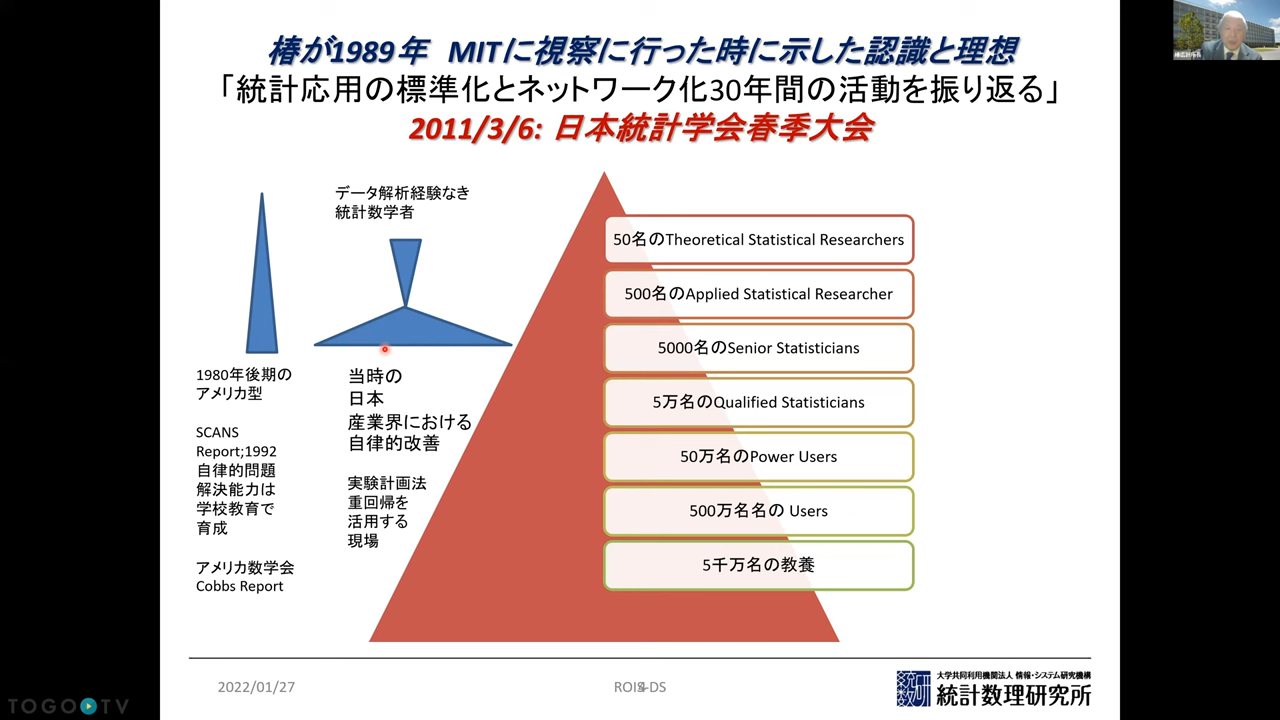 椿が1989年 MITに視察に行った時に示した認識と理想
「統計応用の標準化とネットワーク化30年間の活動を振り返る」
2011/3/6: 日本統計学会春季大会
データ解析経験なき
統計数学者
1980年後期の
アメリカ型
SCANS
Report;1992
自律的問題
解決能力は
学校教育で
育成
アメリカ数学会
Cobbs Report
当時の
日本
産業界における
自律的改善
実験計画法
重回帰を
活用する
現場
50名のTheoretical Statistical Researchers
500名のApplied Statistical Researcher
5000名のSenior Statisticians
5万名のQualified Statisticians
50万名のPower Users
500万名名の Users
5千万名の教養
2022/01/27
ROIS-DS
大学共同利用機関法人 情報・システム研究機構
統計数理研究所
TOGO TV